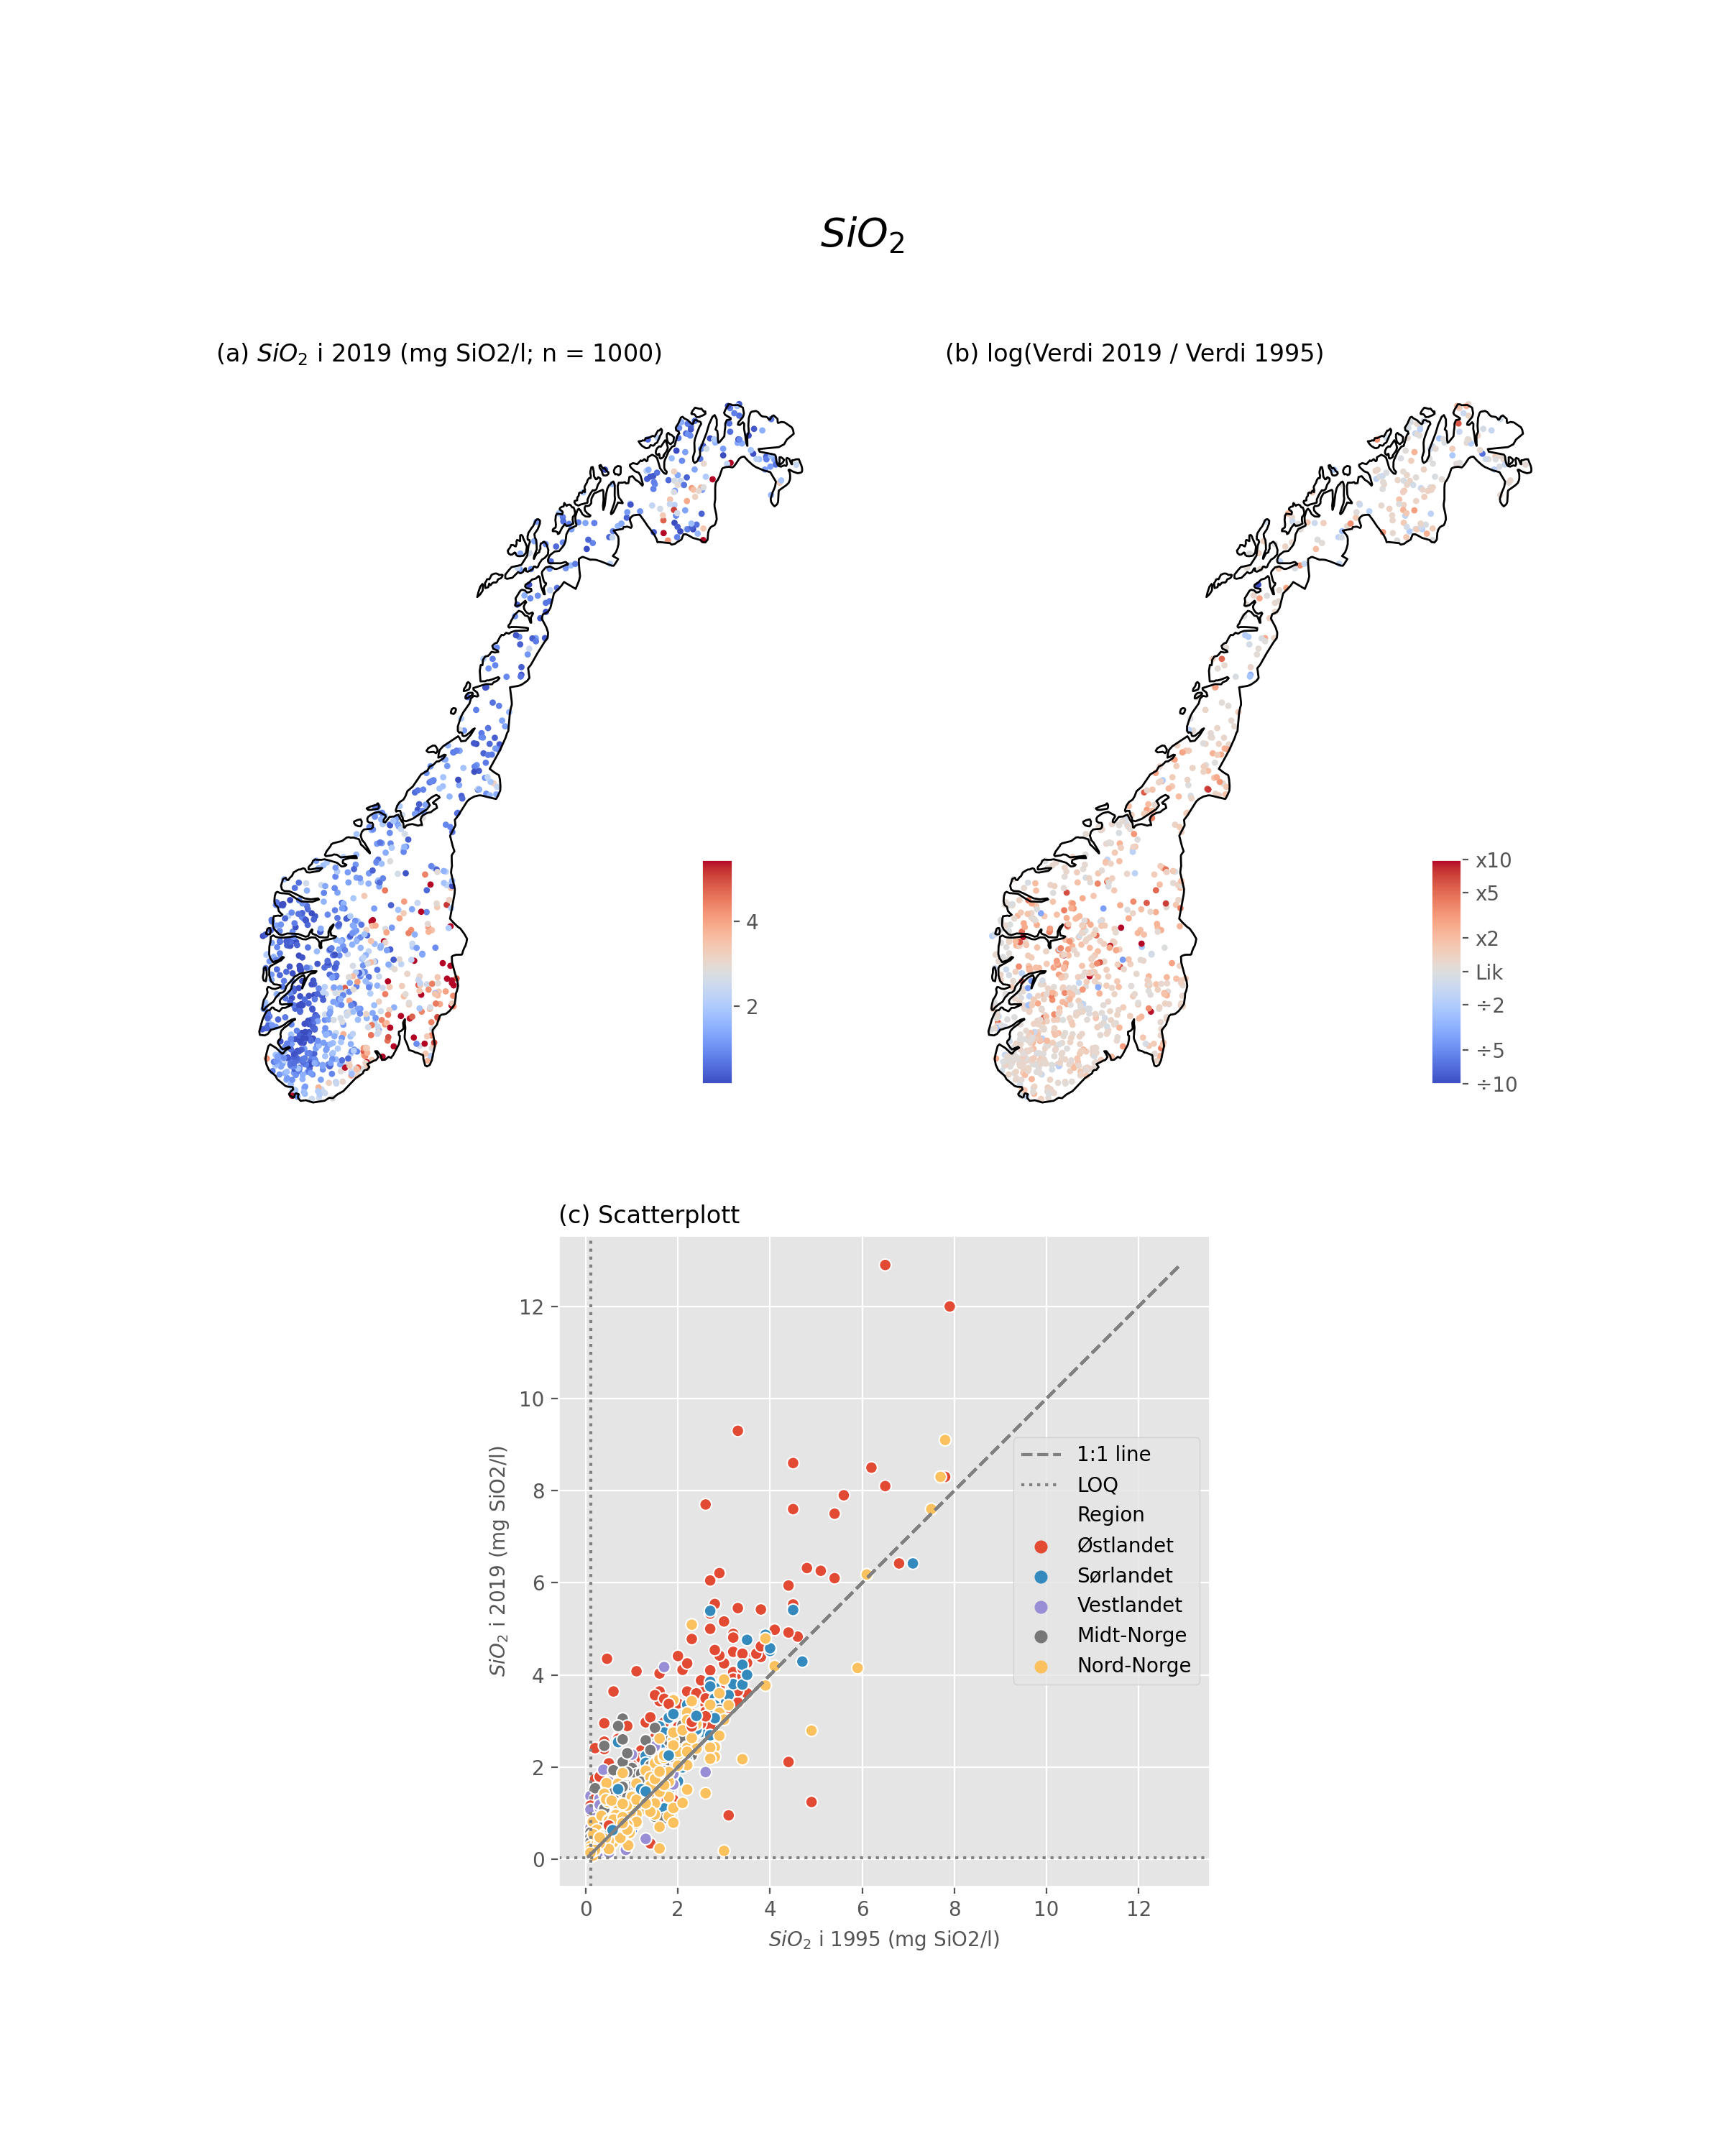 SiO₂
(a) SiO₂ i 2019 (mg SiO2/l; n = 1000)
(b) log(Verdi 2019 / Verdi 1995)
4
2
x10
x5
x2
Lik
÷2
÷5
÷10
(c) Scatterplott
12
10
8
6
4
2
0
SiO₂ i 2019 (mg SiO2/l)
1:1 line
LOQ
Region
Østlandet
Sørlandet
Vestlandet
Midt-Norge
Nord-Norge
0 2 4 6 8 10 12
SiO₂ i 1995 (mg SiO2/l)